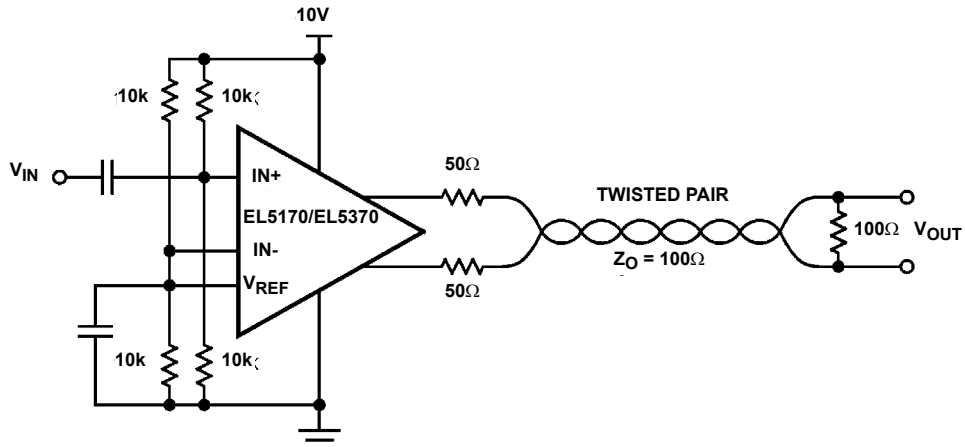 10V
10k
10k
VIN
IN+
EL5170/EL5370
IN-
VREF
10k
10k
50Ω
50Ω
TWISTED PAIR
ZO = 100Ω
100Ω
VOUT